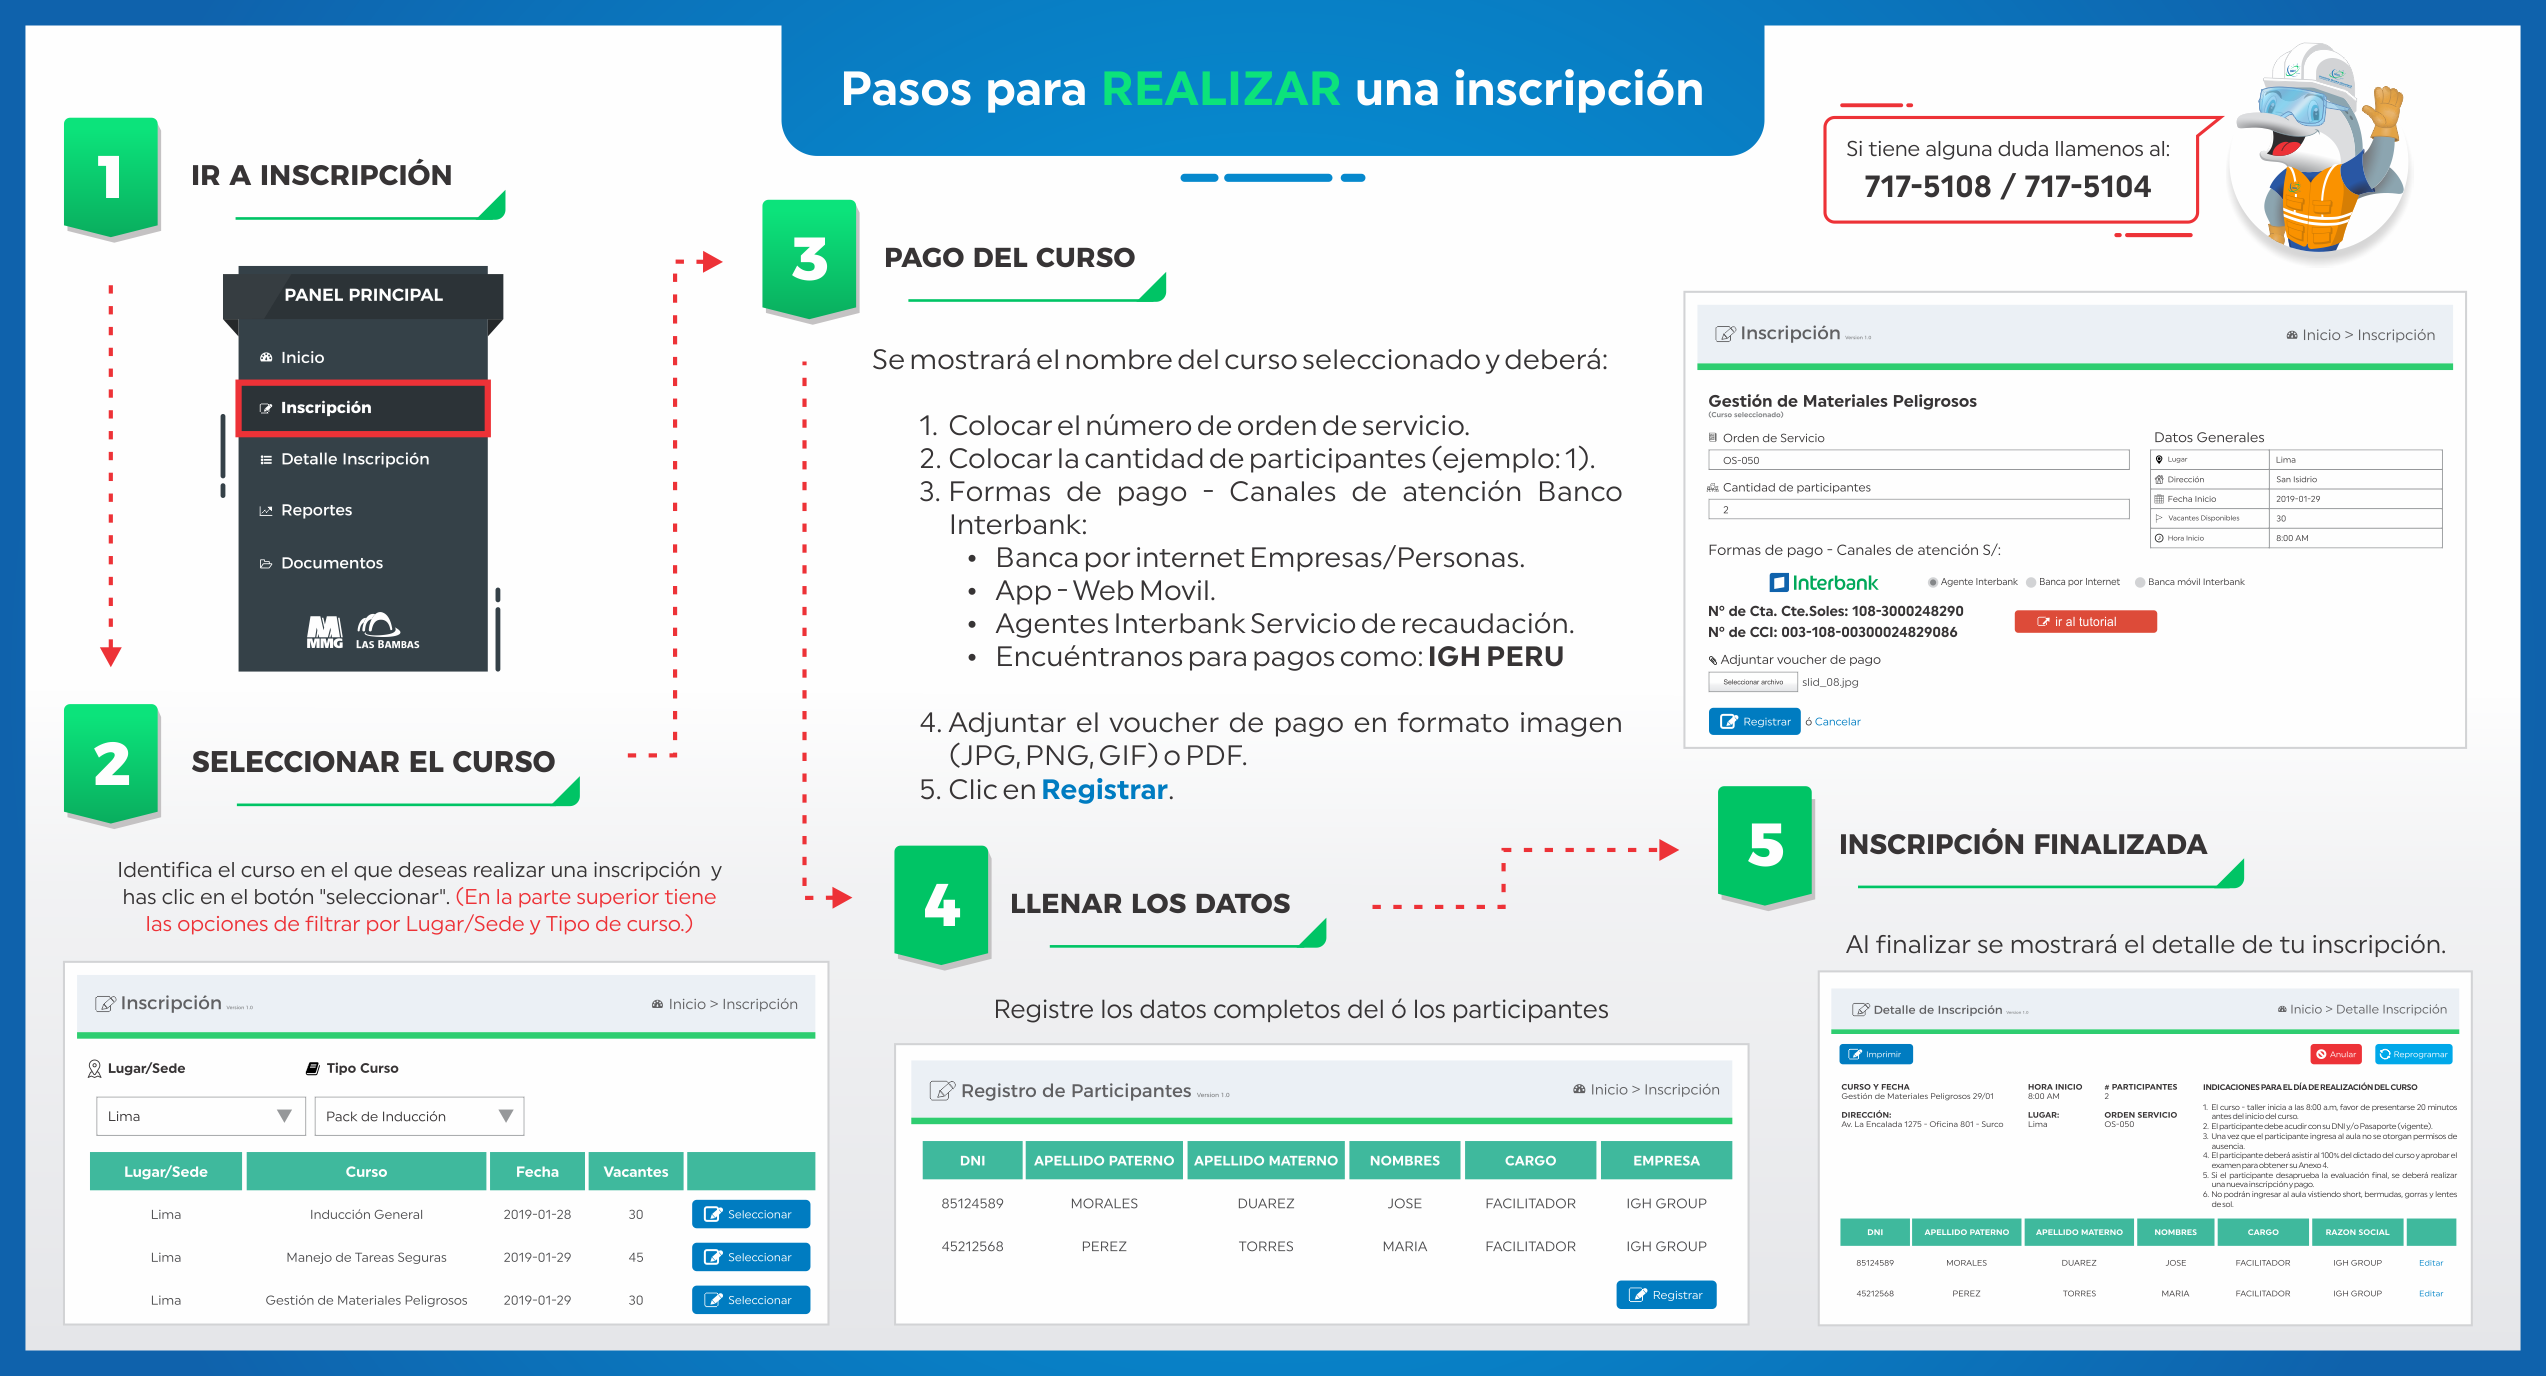 Pasos para REALIZAR una inscripción
Si tiene alguna duda llamenos al:
717-5108 / 717-5104
1
IR A INSCRIPCIÓN
PANEL PRINCIPAL
Inicio
Inscripción
Detalle Inscripción
Reportes
Documentos
MMG LAS BAMBAS
2
SELECCIONAR EL CURSO
Identifica el curso en el que deseas realizar una inscripción y
has clic en el botón "seleccionar". (En la parte superior tiene
las opciones de filtrar por Lugar/Sede y Tipo de curso.)
Inscripción Version 1.0 Inicio > Inscripción
Lugar/Sede Tipo Curso
Lima Pack de Inducción
Lugar/Sede Curso Fecha Vacantes
Lima Inducción General 2019-01-28 30 Seleccionar
Lima Manejo de Tareas Seguras 2019-01-29 45 Seleccionar
Lima Gestión de Materiales Peligrosos 2019-01-29 30 Seleccionar
3
PAGO DEL CURSO
Se mostrará el nombre del curso seleccionado y deberá:
1. Colocar el número de orden de servicio.
2. Colocar la cantidad de participantes (ejemplo: 1).
3. Formas de pago - Canales de atención Banco
Interbank:
• Banca por internet Empresas/Personas.
• App - Web Movil.
• Agentes Interbank Servicio de recaudación.
• Encuéntranos para pagos como: IGH PERU
4. Adjuntar el voucher de pago en formato imagen
(JPG, PNG, GIF) o PDF.
5. Clic en Registrar.
Inscripción Version 1.0 Inicio > Inscripción
Gestión de Materiales Peligrosos
(Curso seleccionado)
Orden de Servicio
OS-050
Cantidad de participantes
2
Datos Generales
Lugar Lima
Dirección San Isidrio
Fecha Inicio 2019-01-29
Vacantes Disponibles 30
Hora Inicio 8:00 AM
Formas de pago - Canales de atención S/:
Interbank Agente Interbank Banca por Internet Banca móvil Interbank
Nº de Cta. Cte.Soles: 108-3000248290
Nº de CCI: 003-108-00300024829086
ir al tutorial
Adjuntar voucher de pago
Seleccionar archivo slid_08.jpg
Registrar ó Cancelar
4
LLENAR LOS DATOS
Registre los datos completos del ó los participantes
Registro de Participantes Version 1.0 Inicio > Inscripción
DNI APELLIDO PATERNO APELLIDO MATERNO NOMBRES CARGO EMPRESA
85124589 MORALES DUAREZ JOSE FACILITADOR IGH GROUP
45212568 PEREZ TORRES MARIA FACILITADOR IGH GROUP
Registrar
5
INSCRIPCIÓN FINALIZADA
Al finalizar se mostrará el detalle de tu inscripción.
Detalle de Inscripción Version 1.0 Inicio > Detalle Inscripción
Imprimir Anular Reprogramar
CURSO Y FECHA
Gestión de Materiales Peligrosos 29/01
DIRECCIÓN:
Av. La Encalada 1275 - Oficina 801 - Surco
HORA INICIO
8:00 AM
LUGAR:
Lima
# PARTICIPANTES
2
ORDEN SERVICIO
OS-050
INDICACIONES PARA EL DÍA DE REALIZACIÓN DEL CURSO
1. El curso - taller inicia a las 8:00 a.m, favor de presentarse 20 minutos
antes del inicio del curso.
2. El participante debe acudir con su DNI y/o Pasaporte (vigente).
3. Una vez que el participante ingresa al aula no se otorgan permisos de
ausencia.
4. El participante deberá asistir al 100% del dictado del curso y aprobar el
examen para obtener su Anexo 4.
5. Si el participante desaprueba la evaluación final, se deberá realizar
una nueva inscripción y pago.
6. No podrán ingresar al aula vistiendo short, bermudas, gorras y lentes
de sol.
DNI APELLIDO PATERNO APELLIDO MATERNO NOMBRES CARGO RAZON SOCIAL
85124589 MORALES DUAREZ JOSE FACILITADOR IGH GROUP Editar
45212568 PEREZ TORRES MARIA FACILITADOR IGH GROUP Editar